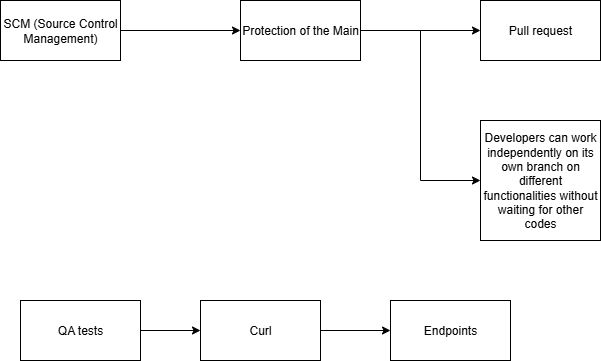 SCM (Source Control
Management)
Protection of the Main
Pull request
Developers can work
independently on its
own branch on
different
functionalities without
waiting for other
codes
QA tests
Curl
Endpoints